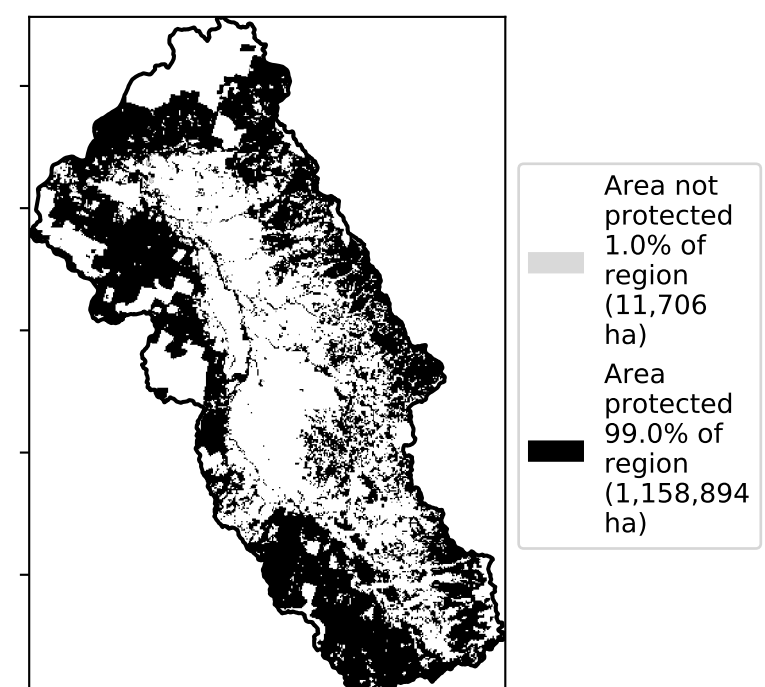 Area not
protected
1.0% of
region
(11,706
ha)
Area
protected
99.0% of
region
(1,158,894
ha)